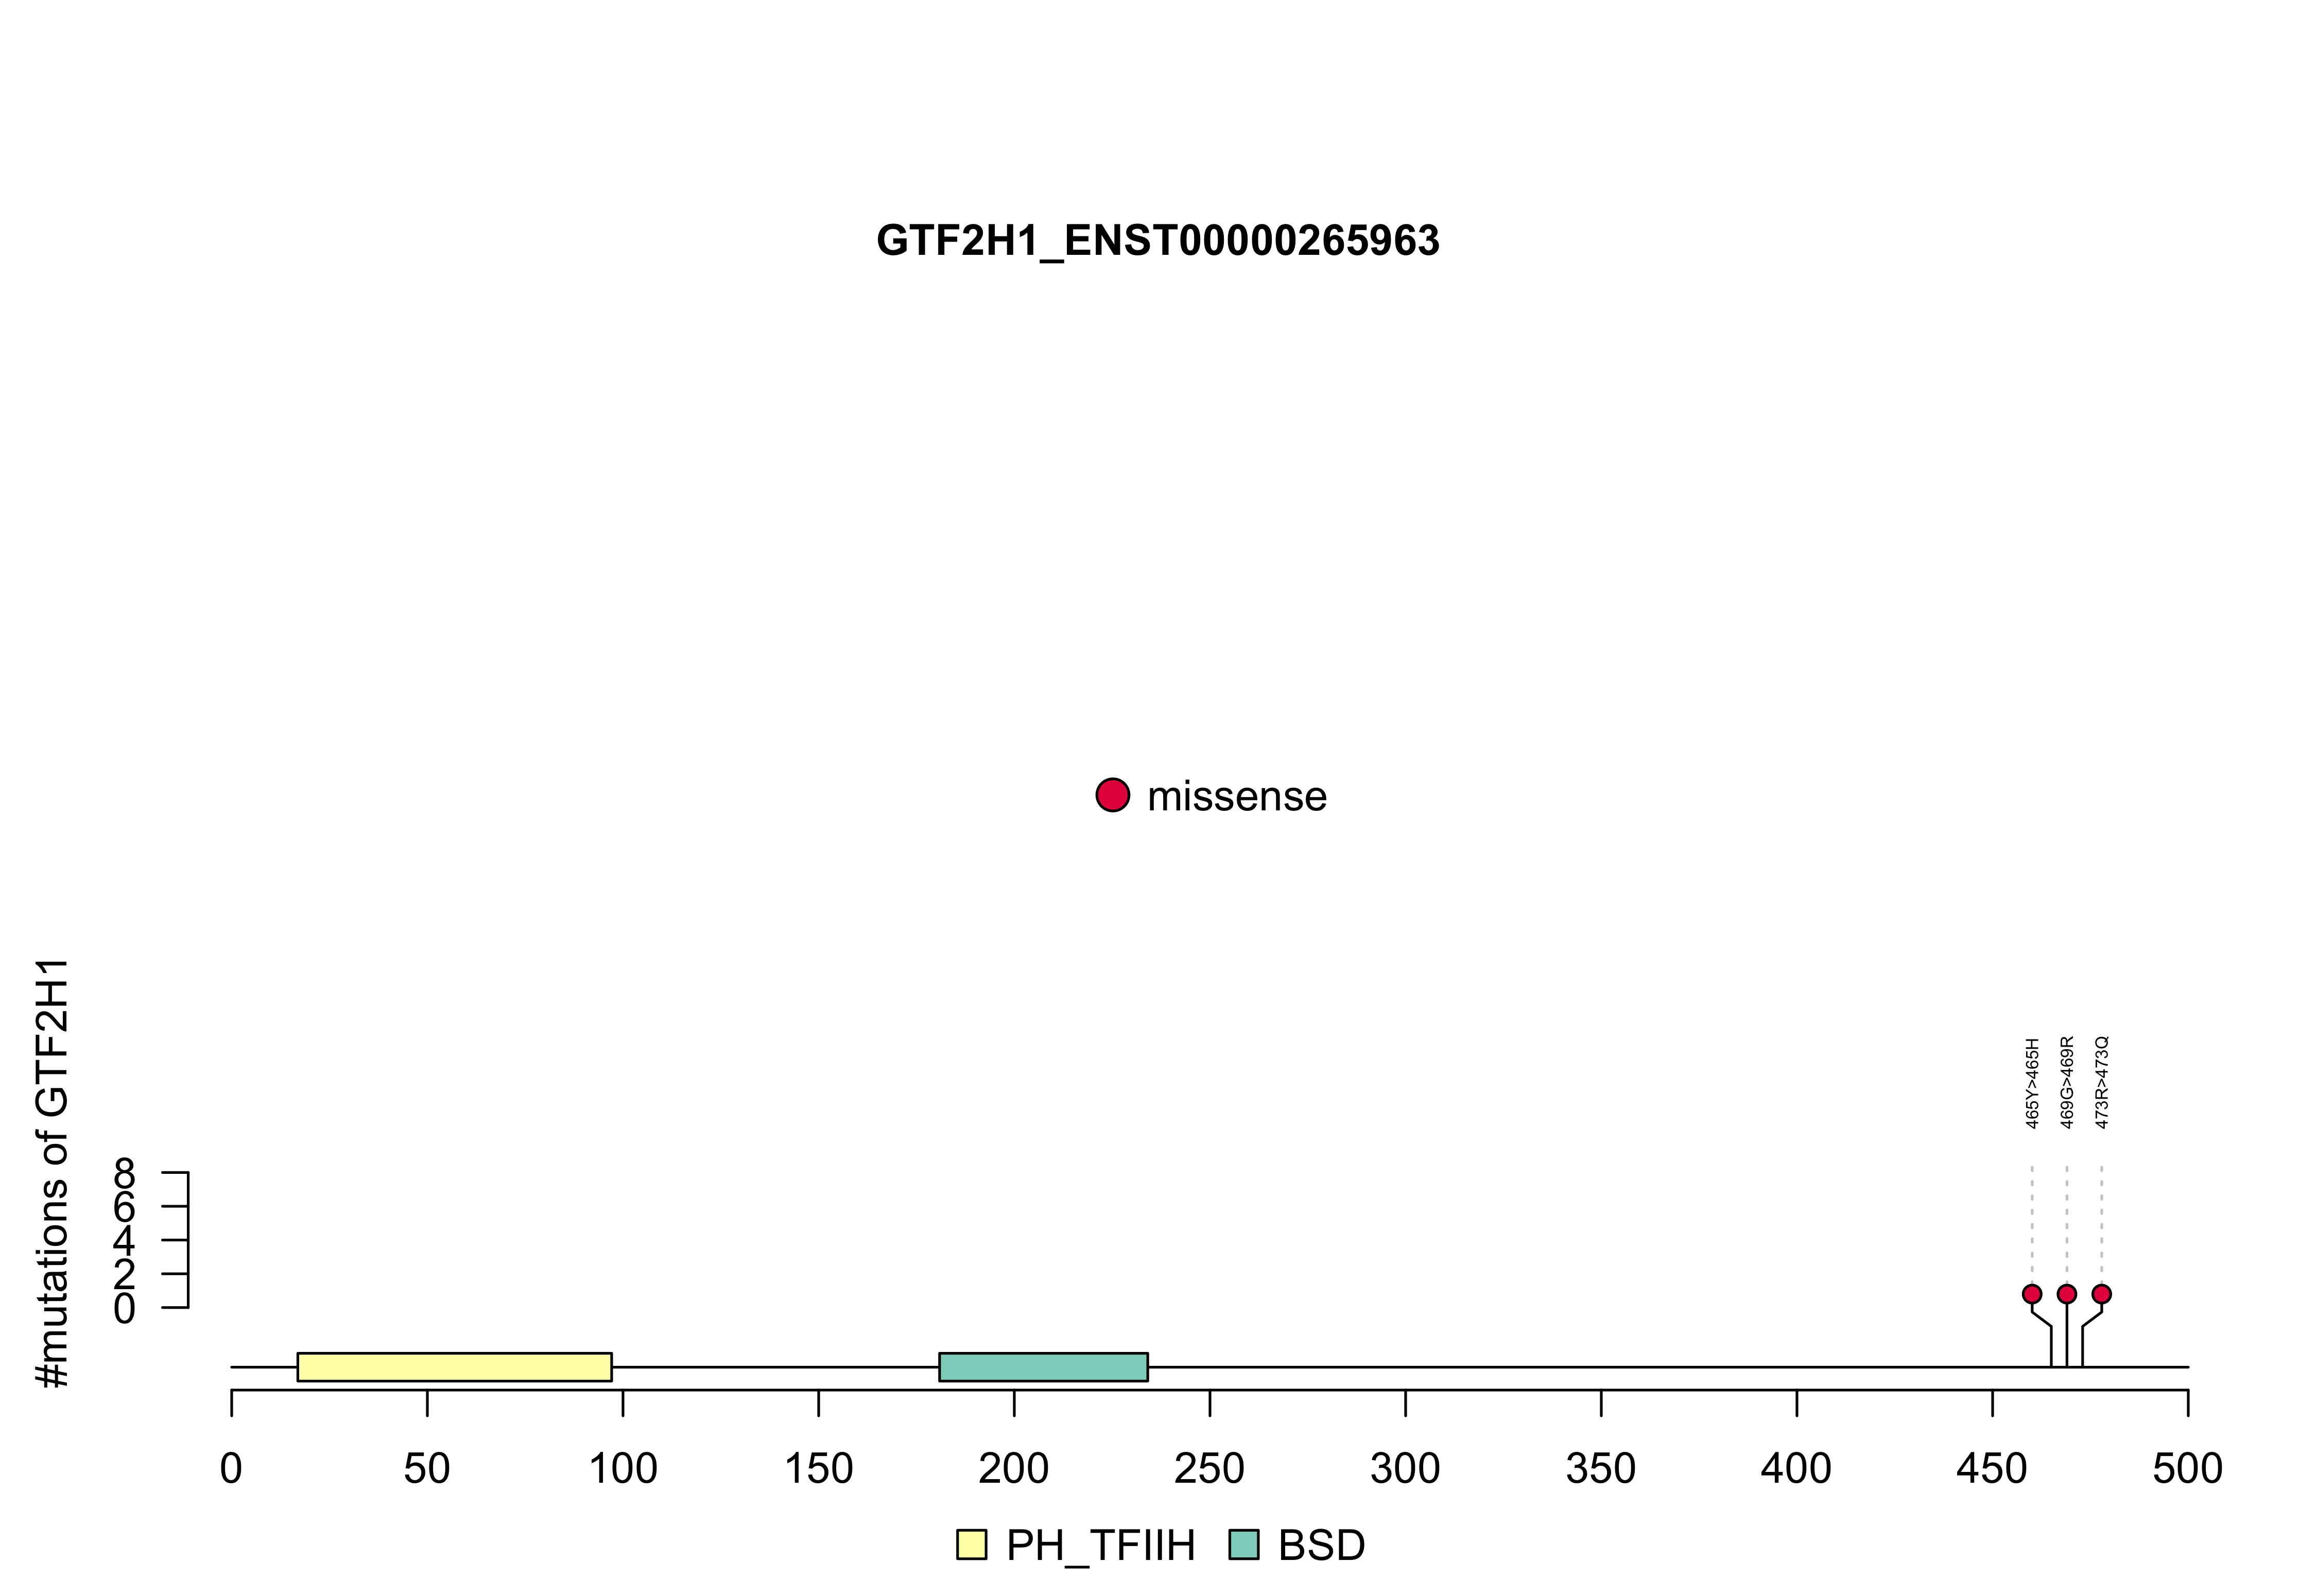 GTF2H1_ENST00000265963
missense
#mutations of GTF2H1
465Y>465H
469G>469R
473R>473Q
8
6
4
2
0
0 50 100 150 200 250 300 350 400 450 500
PH_TFIIH BSD